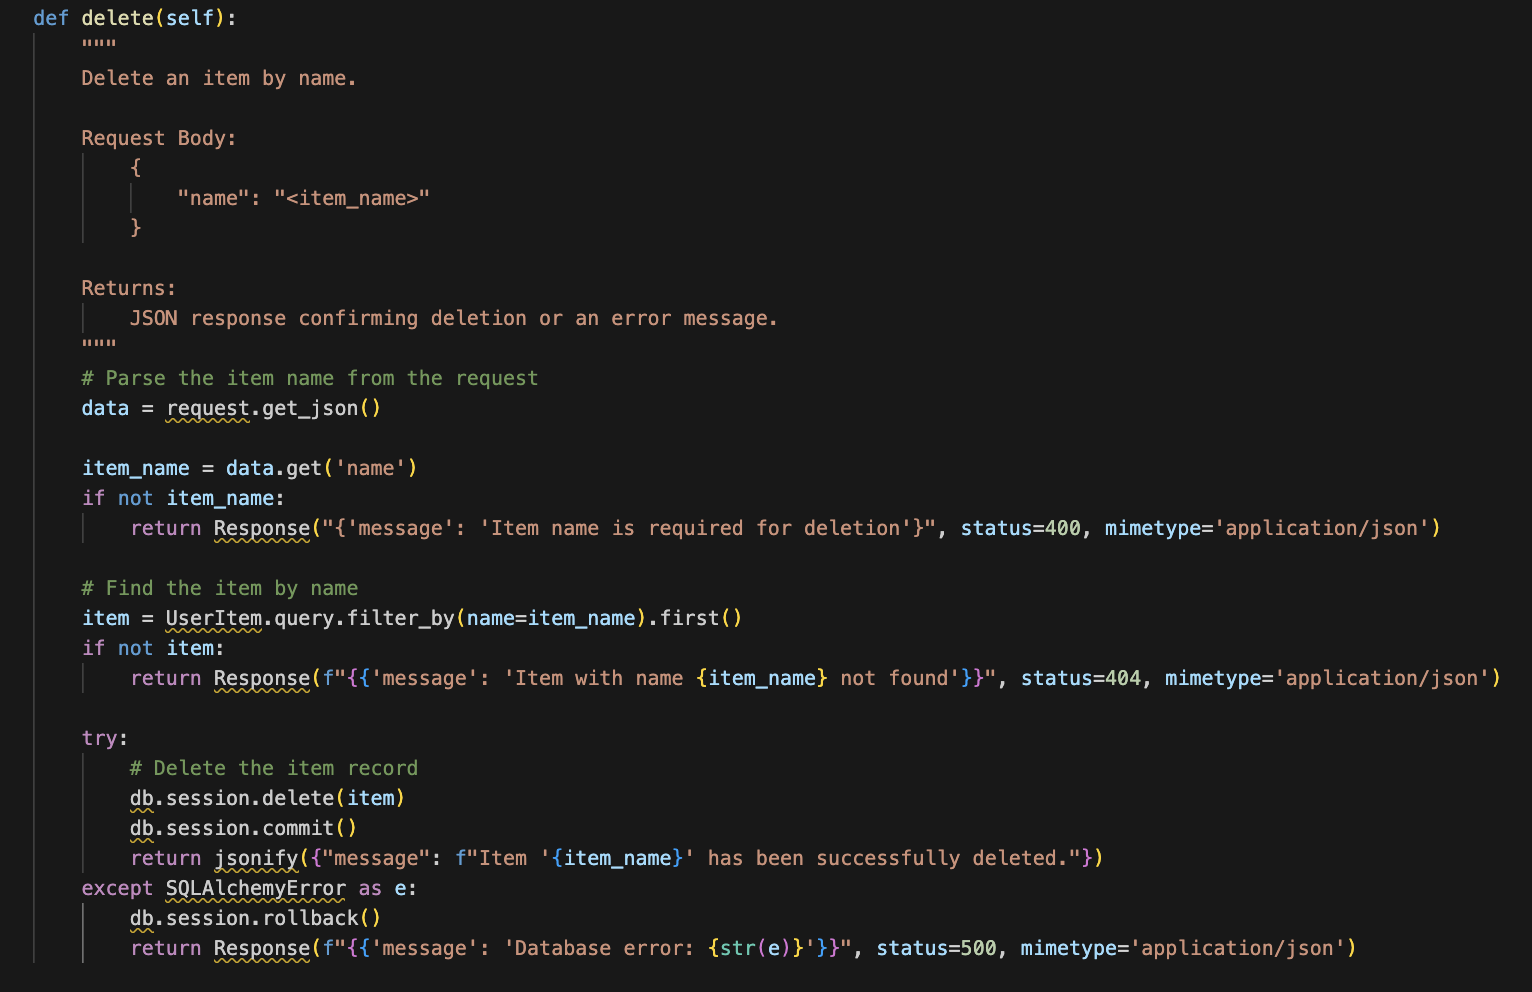 def delete(self):
"""
Delete an item by name.
Request Body:
{
"name": "<item_name>"
}
Returns:
JSON response confirming deletion or an error message.
"""
# Parse the item name from the request
data = request.get_json()
item_name = data.get('name')
if not item_name:
return Response("{'message': 'Item name is required for deletion'}", status=400, mimetype='application/json')
# Find the item by name
item = UserItem.query.filter_by(name=item_name).first()
if not item:
return Response(f"{{'message': 'Item with name {item_name} not found'}}", status=404, mimetype='application/json')
try:
# Delete the item record
db.session.delete(item)
db.session.commit()
return jsonify({"message": f"Item '{item_name}' has been successfully deleted."})
except SQLAlchemyError as e:
db.session.rollback()
return Response(f"{{'message': 'Database error: {str(e)}'}}", status=500, mimetype='application/json')